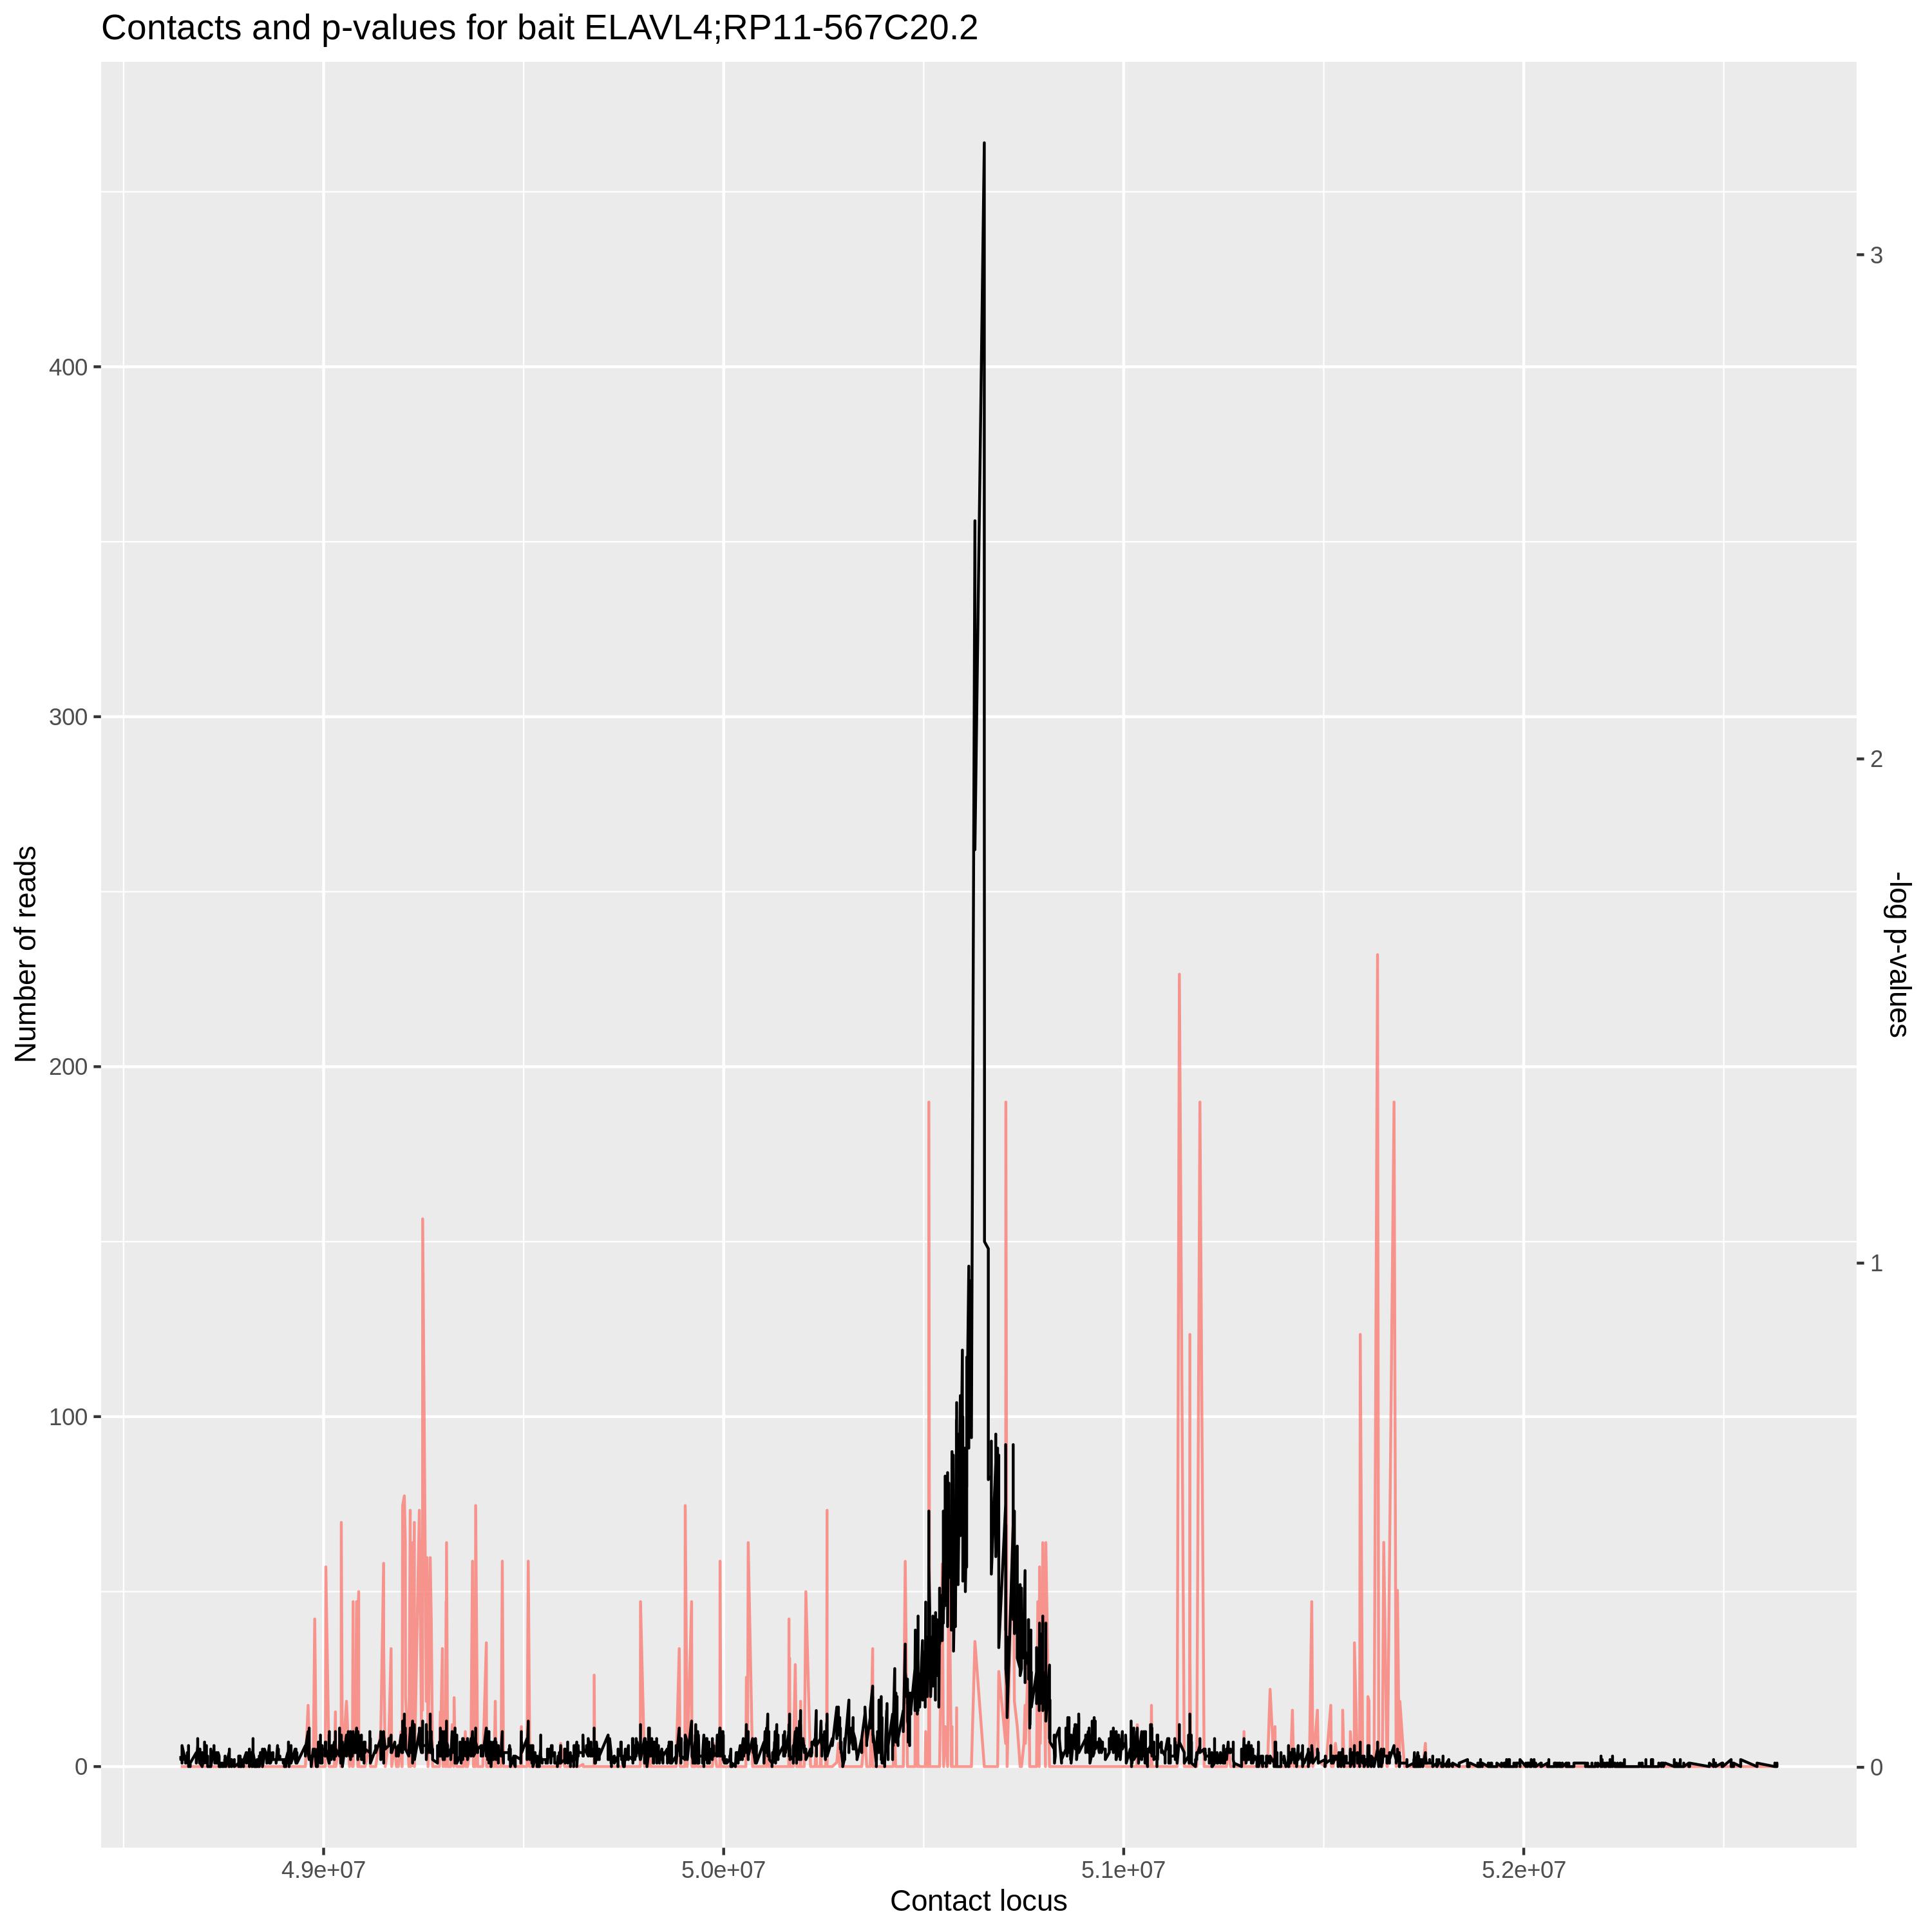 Contacts and p-values for bait ELAVL4;RP11-567C20.2
400
300
200
100
0
Number of reads
3
2
1
0
-log p-values
4.9e+07
5.0e+07
5.1e+07
5.2e+07
Contact locus